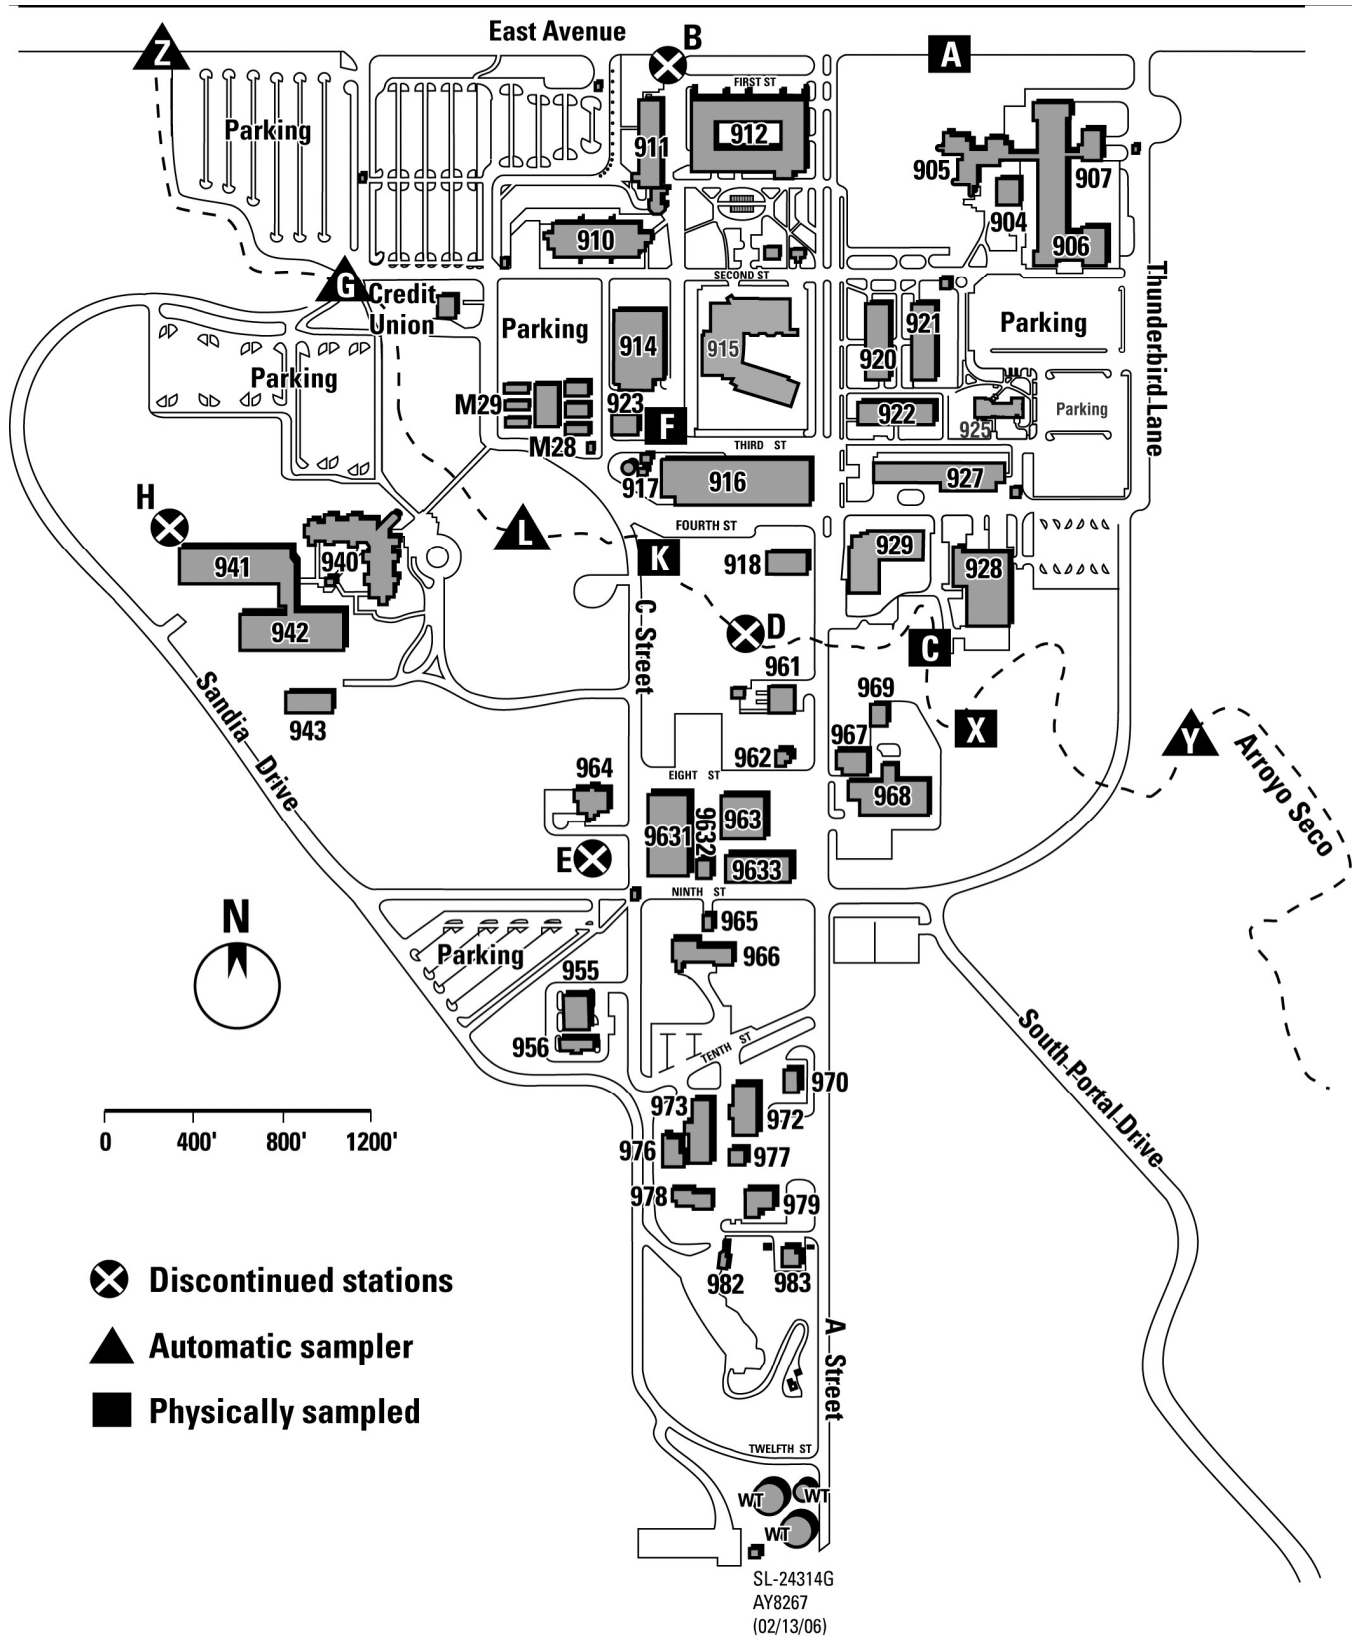 East Avenue
B
A
Z
FIRST ST
Parking
911
912
905
907
904
910
906
SECOND ST
G
Credit
Union
Parking
914
915
920
921
Parking
Thunderbird Lane
Parking
M29
M28
923
F
922
925
Parking
THIRD ST
917
916
927
H
L
FOURTH ST
K
918
929
928
941
940
942
C Street
D
C
961
943
969
X
Y
Sandia Drive
967
962
968
Arroyo Seco
EIGHT ST
964
9631
9632
963
9633
E
NINTH ST
N
965
966
Parking
955
956
TENTH ST
South Portal Drive
970
973
972
976
977
978
979
0 400' 800' 1200'
982
983
Discontinued stations
Automatic sampler
Physically sampled
A Street
TWELFTH ST
WT
WT
WT
SL-24314G
AY8267
(02/13/06)